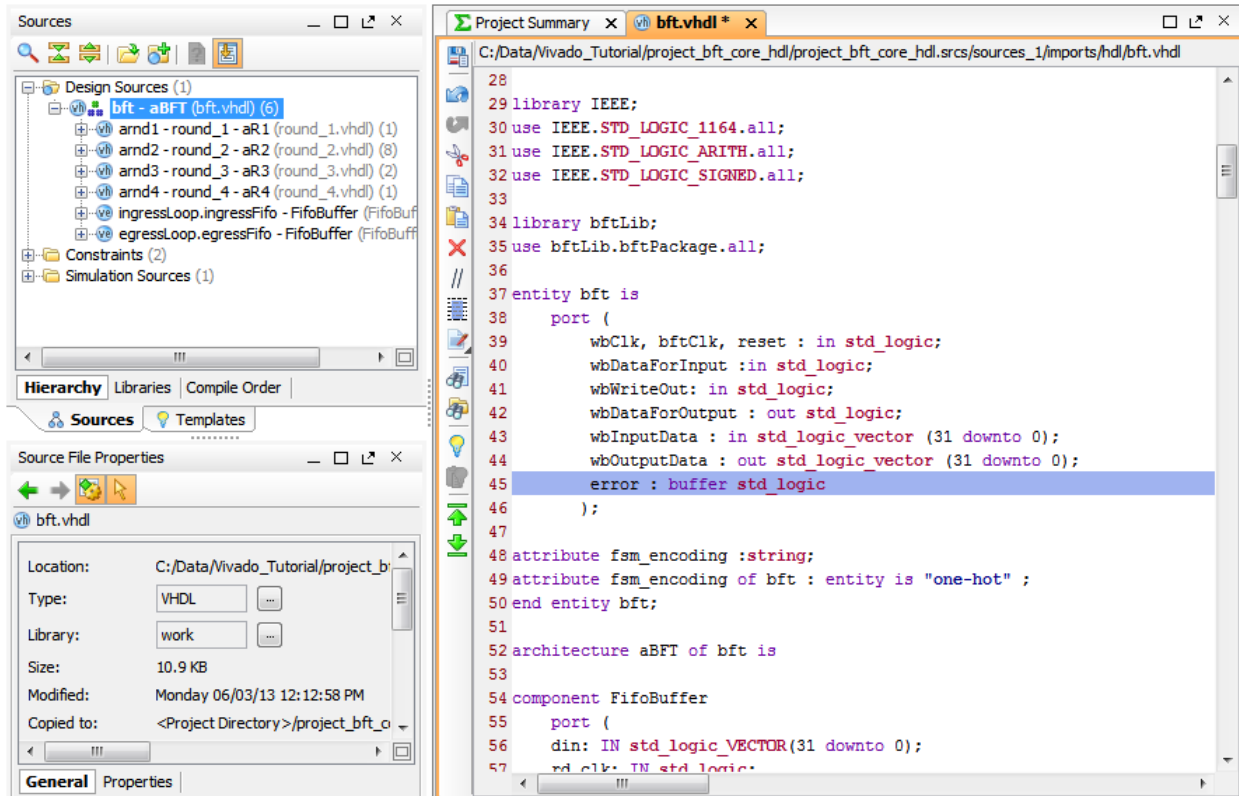 Sources
Design Sources (1)
bft - aBFT (bft.vhdl) (6)
arnd1 - round_1 - aR1 (round_1.vhdl) (1)
arnd2 - round_2 - aR2 (round_2.vhdl) (8)
arnd3 - round_3 - aR3 (round_3.vhdl) (2)
arnd4 - round_4 - aR4 (round_4.vhdl) (1)
ingressLoop.ingressFifo - FifoBuffer (FifoBuf
egressLoop.egressFifo - FifoBuffer (FifoBuff
Constraints (2)
Simulation Sources (1)
Hierarchy Libraries Compile Order
Sources Templates
Source File Properties
bft.vhdl
Location: C:/Data/Vivado_Tutorial/project_b
Type: VHDL ...
Library: work ...
Size: 10.9 KB
Modified: Monday 06/03/13 12:12:58 PM
Copied to: <Project Directory>/project_bft_c
General Properties
Σ Project Summary bft.vhdl *
C:/Data/Vivado_Tutorial/project_bft_core_hdl/project_bft_core_hdl.srcs/sources_1/imports/hdl/bft.vhdl
28
29 library IEEE;
30 use IEEE.STD_LOGIC_1164.all;
31 use IEEE.STD_LOGIC_ARITH.all;
32 use IEEE.STD_LOGIC_SIGNED.all;
33
34 library bftLib;
35 use bftLib.bftPackage.all;
36
37 entity bft is
38 port (
39 wbClk, bftClk, reset : in std_logic;
40 wbDataForInput :in std_logic;
41 wbWriteOut: in std_logic;
42 wbDataForOutput : out std_logic;
43 wbInputData : in std_logic_vector (31 downto 0);
44 wbOutputData : out std_logic_vector (31 downto 0);
45 error : buffer std_logic
46 );
47
48 attribute fsm_encoding :string;
49 attribute fsm_encoding of bft : entity is "one-hot" ;
50 end entity bft;
51
52 architecture aBFT of bft is
53
54 component FifoBuffer
55 port (
56 din: IN std_logic_VECTOR(31 downto 0);
57 rd_clk: IN std_logic;